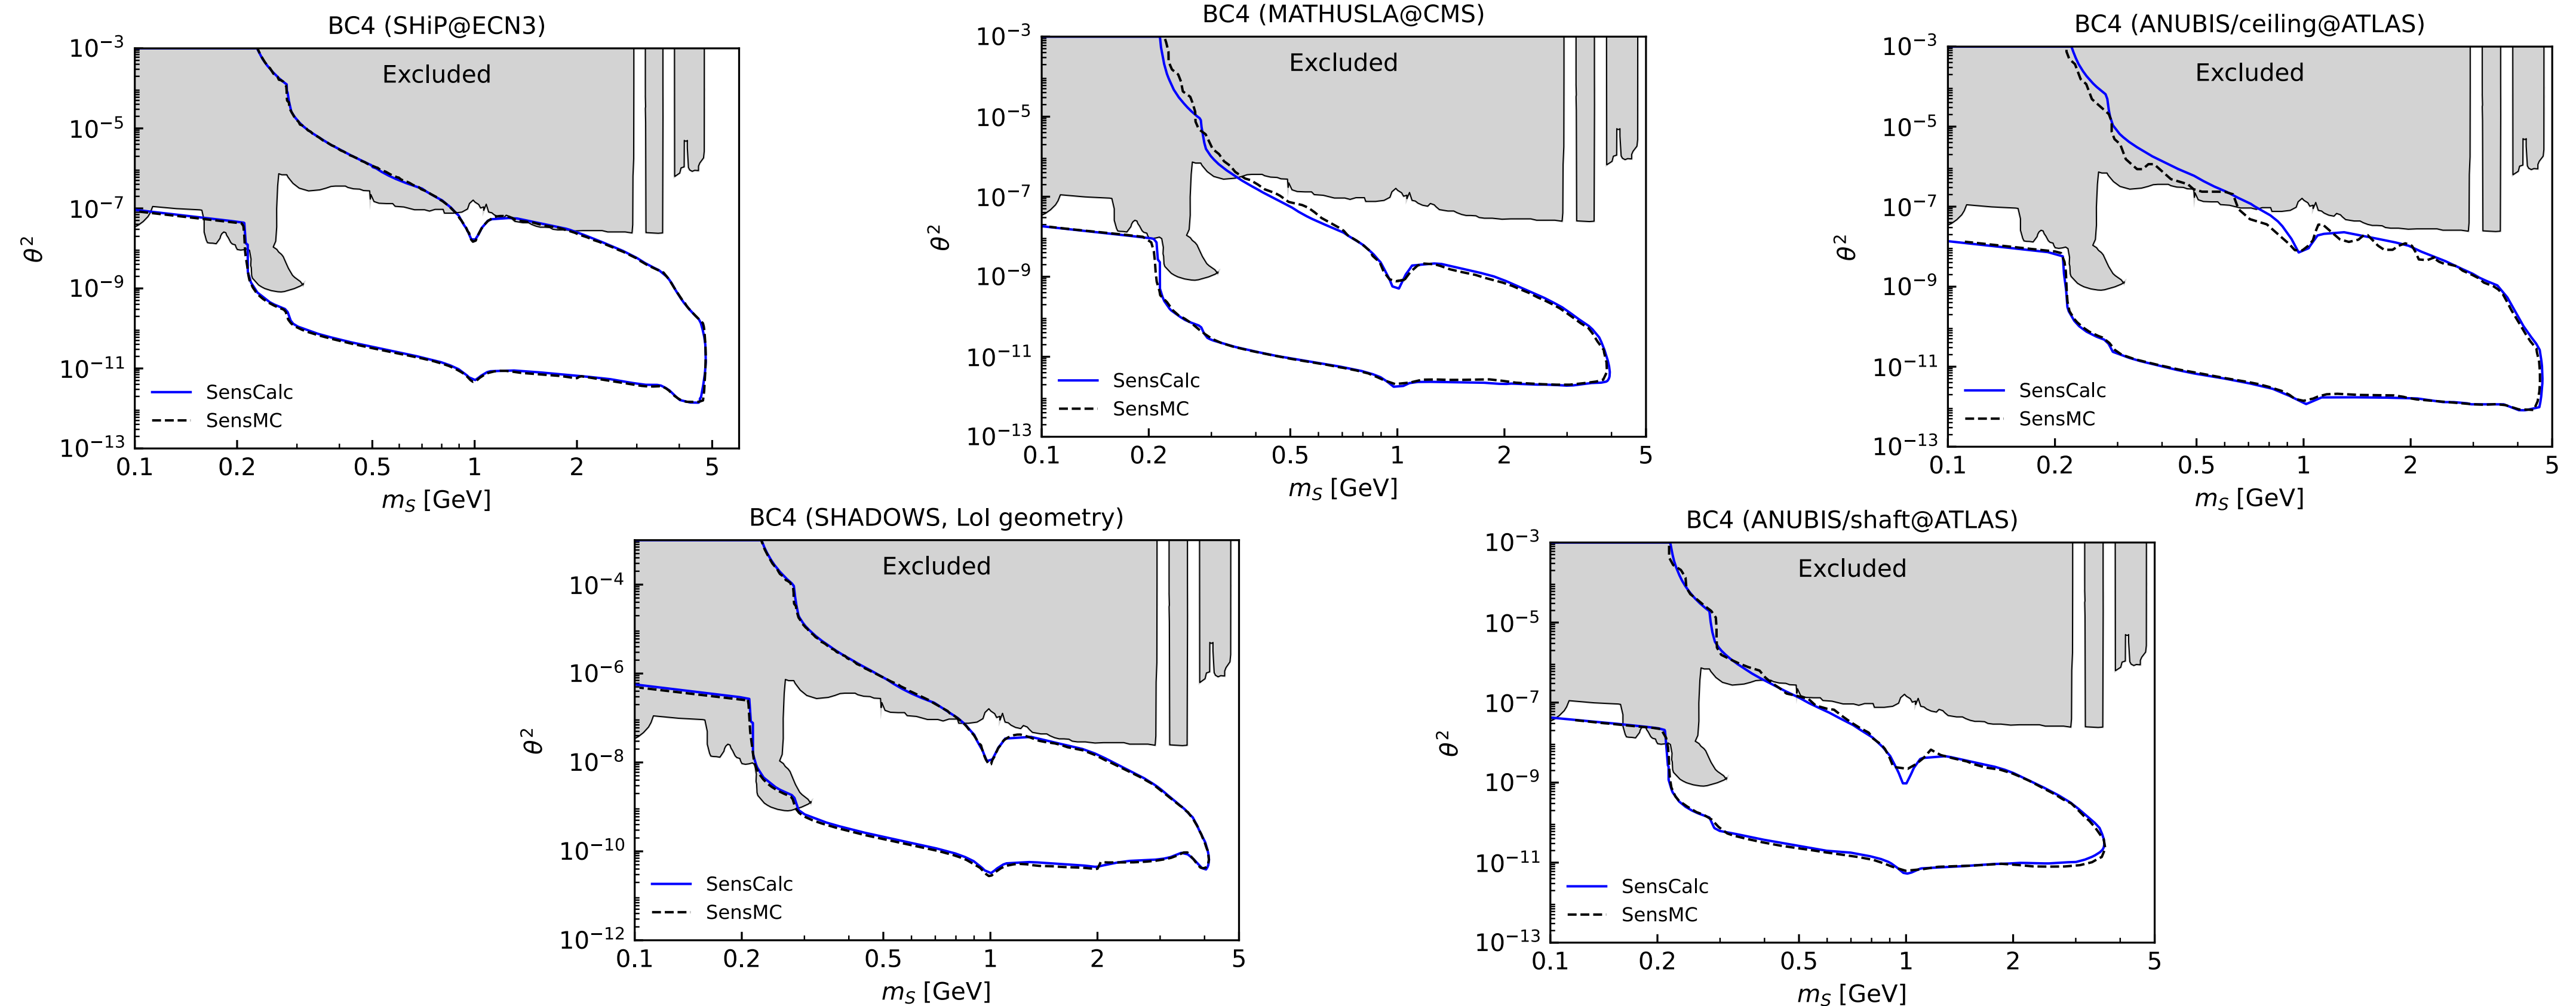 BC4 (SHiP@ECN3)
10⁻³
10⁻⁵
10⁻⁷
10⁻⁹
10⁻¹¹
10⁻¹³
θ²
Excluded
SensCalc
SensMC
0.1 0.2 0.5 1 2 5
m_S [GeV]
BC4 (MATHUSLA@CMS)
10⁻³
10⁻⁵
10⁻⁷
10⁻⁹
10⁻¹¹
10⁻¹³
θ²
Excluded
SensCalc
SensMC
0.1 0.2 0.5 1 2 5
m_S [GeV]
BC4 (ANUBIS/ceiling@ATLAS)
10⁻³
10⁻⁵
10⁻⁷
10⁻⁹
10⁻¹¹
10⁻¹³
θ²
Excluded
SensCalc
SensMC
0.1 0.2 0.5 1 2 5
m_S [GeV]
BC4 (SHADOWS, LoI geometry)
10⁻⁴
10⁻⁶
10⁻⁸
10⁻¹⁰
10⁻¹²
θ²
Excluded
SensCalc
SensMC
0.1 0.2 0.5 1 2 5
m_S [GeV]
BC4 (ANUBIS/shaft@ATLAS)
10⁻³
10⁻⁵
10⁻⁷
10⁻⁹
10⁻¹¹
10⁻¹³
θ²
Excluded
SensCalc
SensMC
0.1 0.2 0.5 1 2 5
m_S [GeV]